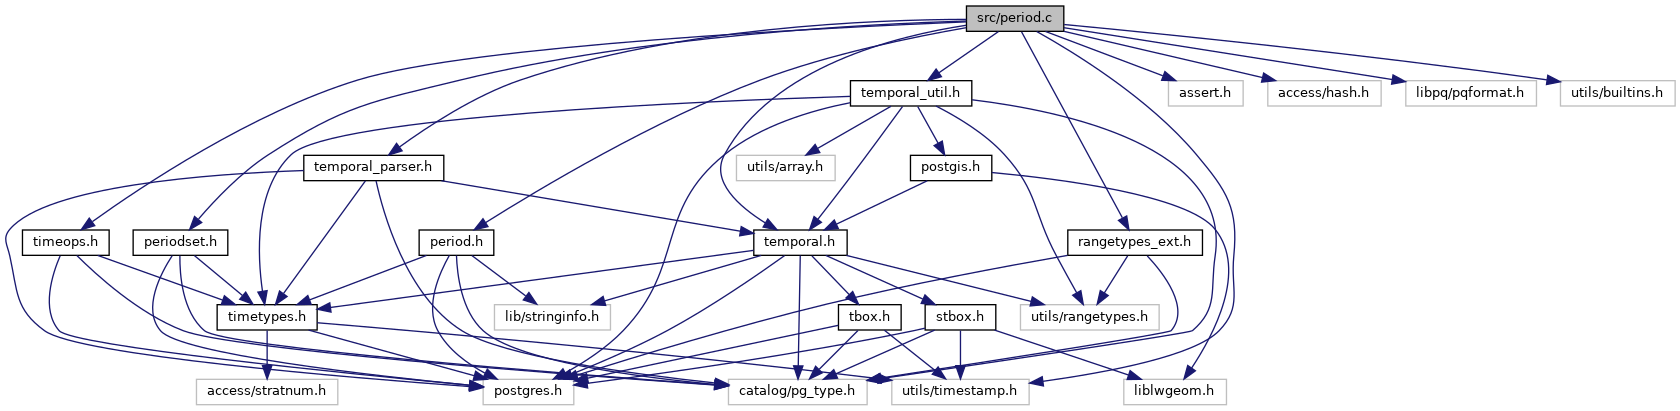 src/period.c
temporal_util.h
assert.h
access/hash.h
libpq/pqformat.h
utils/builtins.h
temporal_parser.h
utils/array.h
postgis.h
timeops.h
periodset.h
period.h
temporal.h
rangetypes_ext.h
timetypes.h
lib/stringinfo.h
tbox.h
stbox.h
utils/rangetypes.h
access/stratnum.h
postgres.h
catalog/pg_type.h
utils/timestamp.h
liblwgeom.h